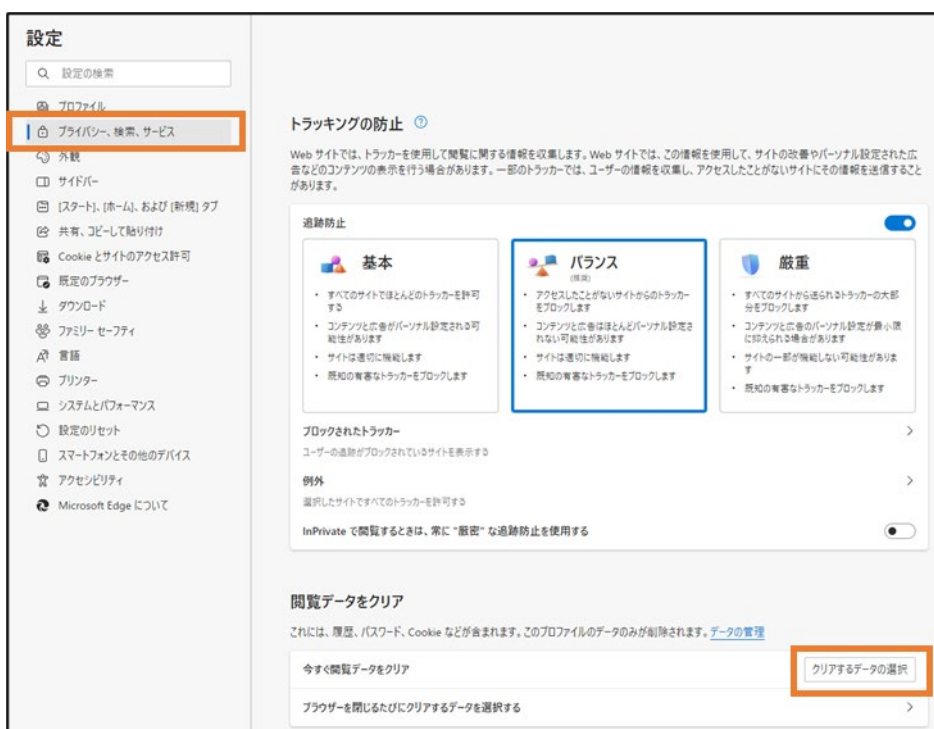 設定
設定の検索
プロファイル
プライバシー、検索、サービス
外観
サイドバー
[スタート]、[ホーム]、および [新規] タブ
共有、コピーして貼り付け
Cookie とサイトのアクセス許可
既定のブラウザー
ダウンロード
ファミリー セーフティ
言語
プリンター
システムとパフォーマンス
設定のリセット
スマートフォンとその他のデバイス
アクセシビリティ
Microsoft Edge について
トラッキングの防止
Web サイトでは、トラッカーを使用して閲覧に関する情報を収集します。Web サイトでは、この情報を使用して、サイトの改善やパーソナル設定された広
告などのコンテンツの表示を行う場合があります。一部のトラッカーでは、ユーザーの情報を収集し、アクセスしたことがないサイトにその情報を送信すること
があります。
追跡防止
基本
・ すべてのサイトでほとんどのトラッカーを許可
する
・ コンテンツと広告がパーソナル設定される可
能性があります
・ サイトは適切に機能します
・ 既知の有害なトラッカーをブロックします
バランス
(推奨)
・ アクセスしたことがないサイトからのトラッカー
をブロックします
・ コンテンツと広告はほとんどパーソナル設定さ
れない可能性があります
・ サイトは適切に機能します
・ 既知の有害なトラッカーをブロックします
厳重
・ すべてのサイトから送られるトラッカーの大部
分をブロックします
・ コンテンツと広告のパーソナル設定が最小限
に抑えられる場合があります
・ サイトの一部が機能しない可能性がありま
す
・ 既知の有害なトラッカーをブロックします
ブロックされたトラッカー
ユーザーの追跡がブロックされているサイトを表示する
例外
選択したサイトですべてのトラッカーを許可する
InPrivate で閲覧するときは、常に "厳密" な追跡防止を使用する
閲覧データをクリア
これには、履歴、パスワード、Cookie などが含まれます。このプロファイルのデータのみが削除されます。データの管理
今すぐ閲覧データをクリア
クリアするデータの選択
ブラウザーを閉じるたびにクリアするデータを選択する